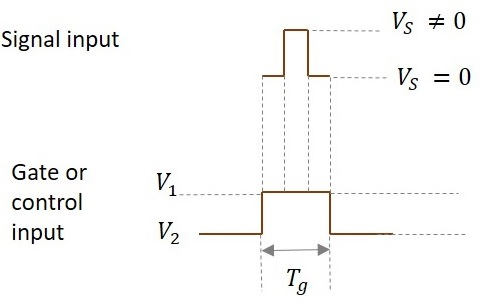 Signal input
V_S ≠ 0
V_S = 0
Gate or
control
input
V_1
V_2
T_g